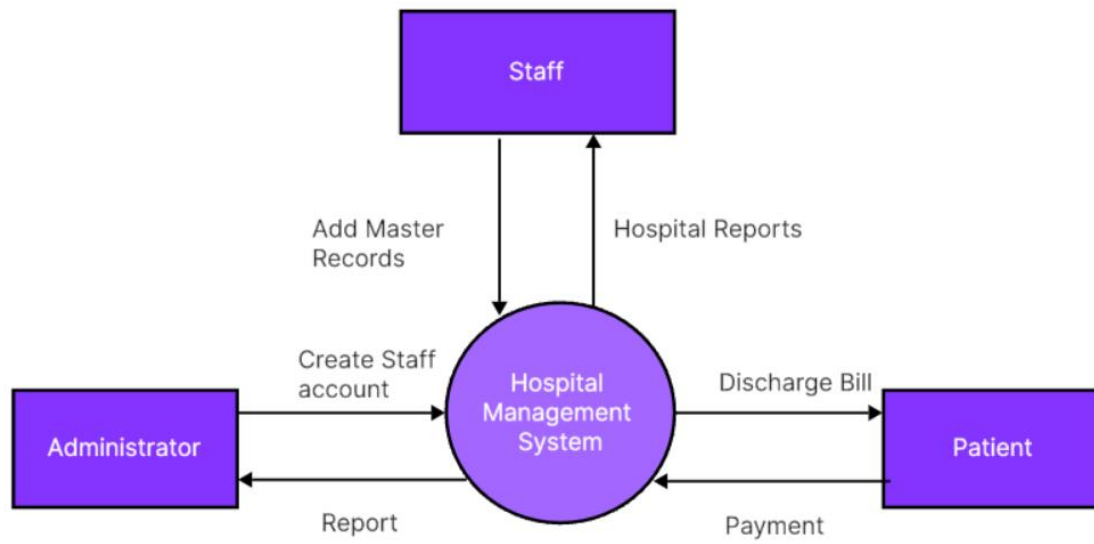 Staff
Add Master
Records
Hospital Reports
Create Staff
account
Hospital
Management
System
Discharge Bill
Administrator
Patient
Report
Payment